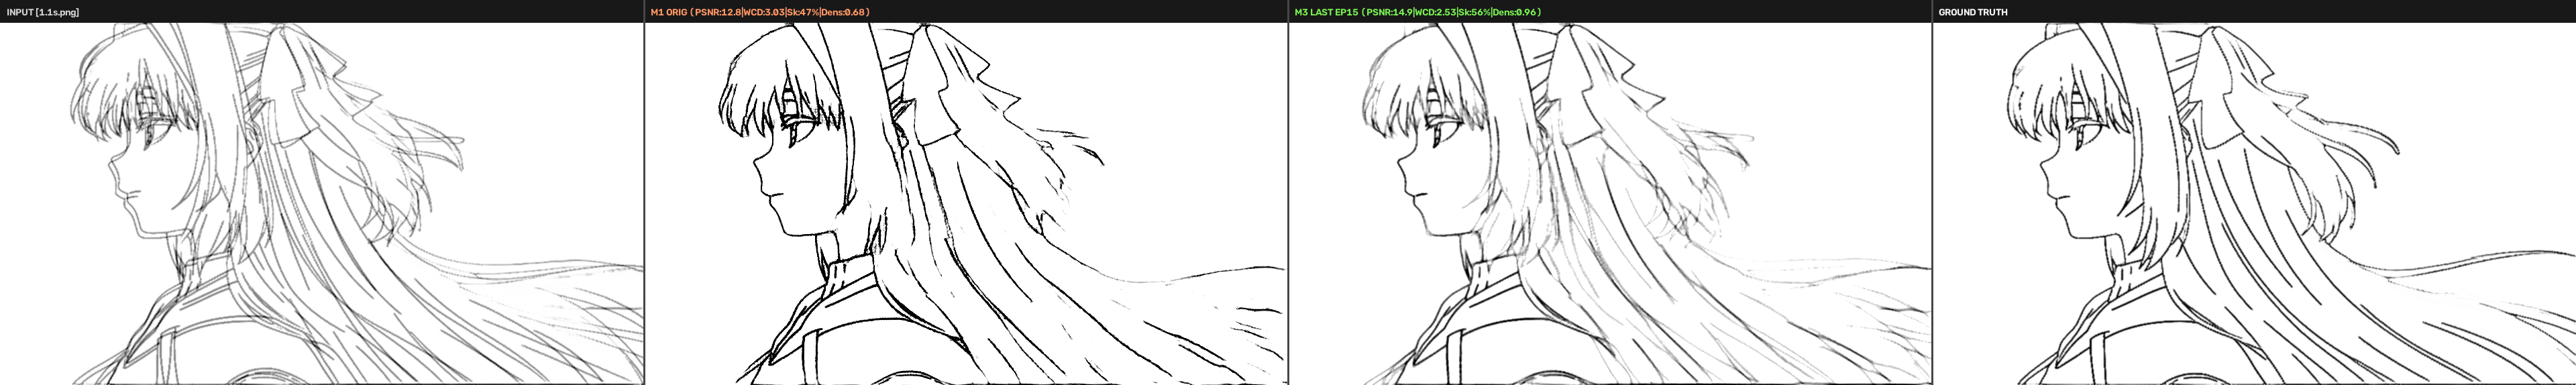 INPUT [1.1s.png]
M1 ORIG (PSNR:12.8|WCD:3.03|Sk:47%|Dens:0.68)
M3 LAST EP15 (PSNR:14.9|WCD:2.53|Sk:56%|Dens:0.96)
GROUND TRUTH